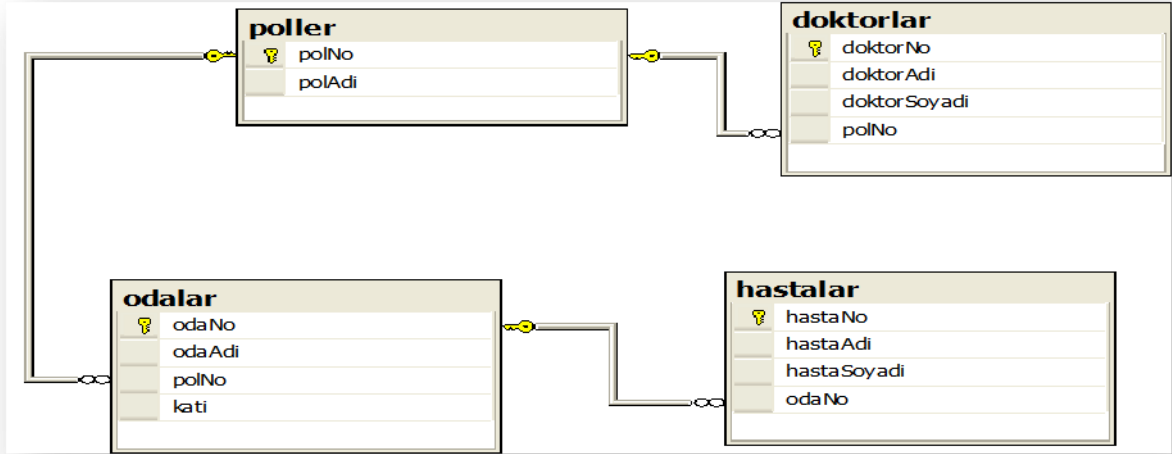 poller
polNo
polAdi
doktorlar
doktorNo
doktorAdi
doktorSoyadi
polNo
odalar
odaNo
odaAdi
polNo
kati
hastalar
hastaNo
hastaAdi
hastaSoyadi
odaNo